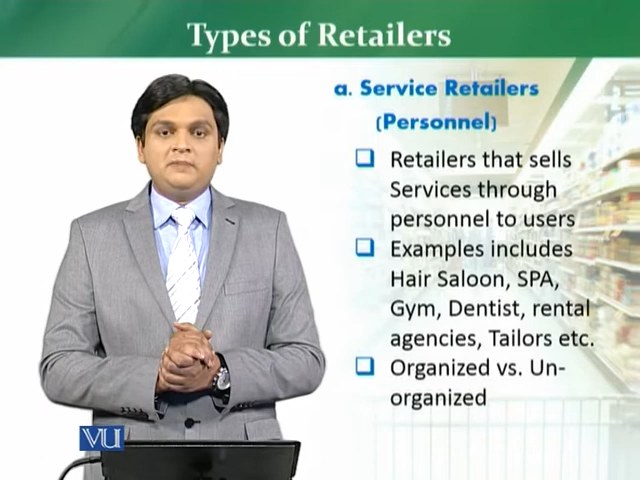 Types of Retailers
a. Service Retailers
(Personnel)
Retailers that sells
Services through
personnel to users
Examples includes
Hair Saloon, SPA,
Gym, Dentist, rental
agencies, Tailors etc.
Organized vs. Un-
organized
VU